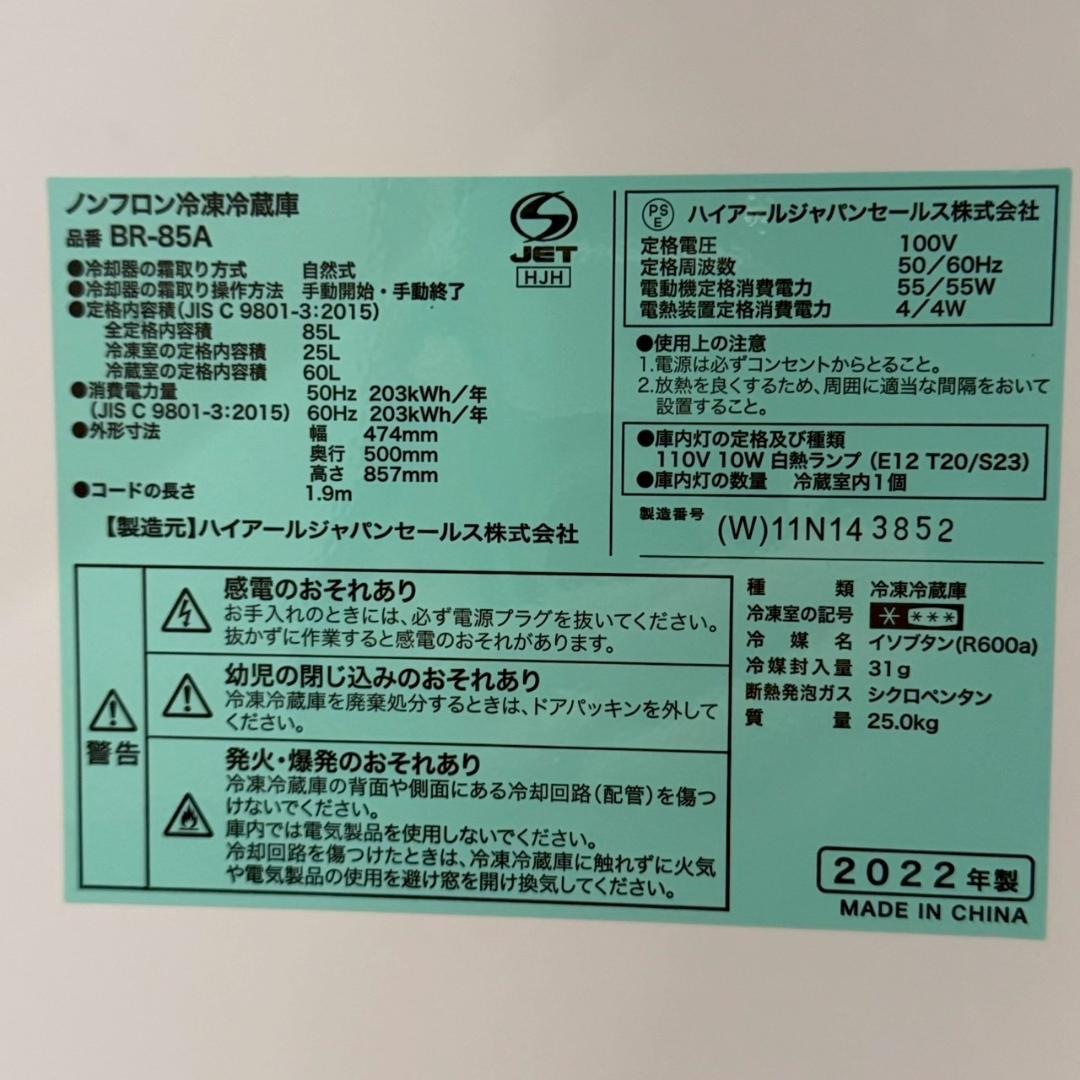 ノンフロン冷凍冷蔵庫
品番 BR-85A
●冷却器の霜取り方式 自然式
●冷却器の霜取り操作方法 手動開始・手動終了
●定格内容積(JIS C 9801-3:2015)
全定格内容積 85L
冷凍室の定格内容積 25L
冷蔵室の定格内容積 60L
●消費電力量 50Hz 203kWh/年
(JIS C 9801-3:2015) 60Hz 203kWh/年
●外形寸法 幅 474mm
奥行 500mm
高さ 857mm
●コードの長さ 1.9m
【製造元】ハイアールジャパンセールス株式会社
JET
HJH
PSE ハイアールジャパンセールス株式会社
定格電圧 100V
定格周波数 50/60Hz
電動機定格消費電力 55/55W
電熱装置定格消費電力 4/4W
●使用上の注意
1.電源は必ずコンセントからとること。
2.放熱を良くするため、周囲に適当な間隔をおいて
設置すること。
●庫内灯の定格及び種類
110V 10W 白熱ランプ (E12 T20/S23)
●庫内灯の数量 冷蔵室内1個
製造番号 (W)11N143852
警告
感電のおそれあり
お手入れのときには、必ず電源プラグを抜いてください。
抜かずに作業すると感電のおそれがあります。
幼児の閉じ込みのおそれあり
冷凍冷蔵庫を廃棄処分するときは、ドアパッキンを外して
ください。
発火・爆発のおそれあり
冷凍冷蔵庫の背面や側面にある冷却回路(配管)を傷つ
けないでください。
庫内では電気製品を使用しないでください。
冷却回路を傷つけたときは、冷凍冷蔵庫に触れずに火気
や電気製品の使用を避け窓を開け換気してください。
種類 冷凍冷蔵庫
冷凍室の記号 * ***
冷媒名 イソブタン(R600a)
冷媒封入量 31g
断熱発泡ガス シクロペンタン
質量 25.0kg
2022年製
MADE IN CHINA